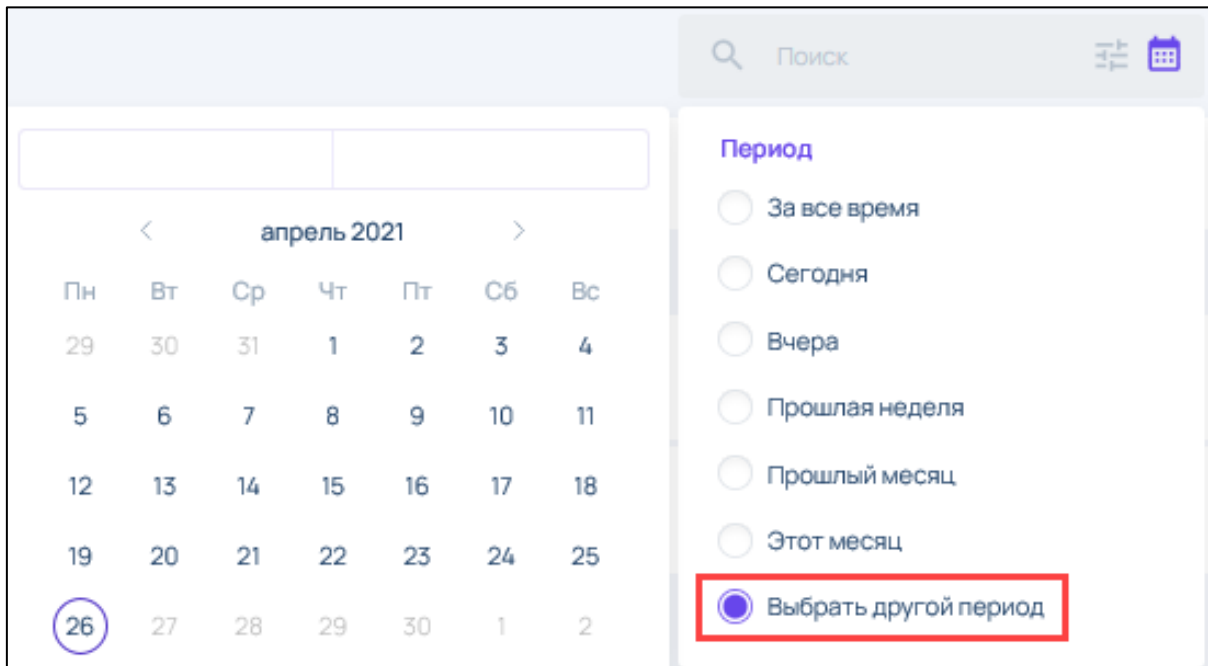 Поиск
Период
За все время
Сегодня
Вчера
Прошлая неделя
Прошлый месяц
Этот месяц
Выбрать другой период
апрель 2021
Пн Вт Ср Чт Пт Сб Вс
29 30 31 1 2 3 4
5 6 7 8 9 10 11
12 13 14 15 16 17 18
19 20 21 22 23 24 25
26 27 28 29 30 1 2